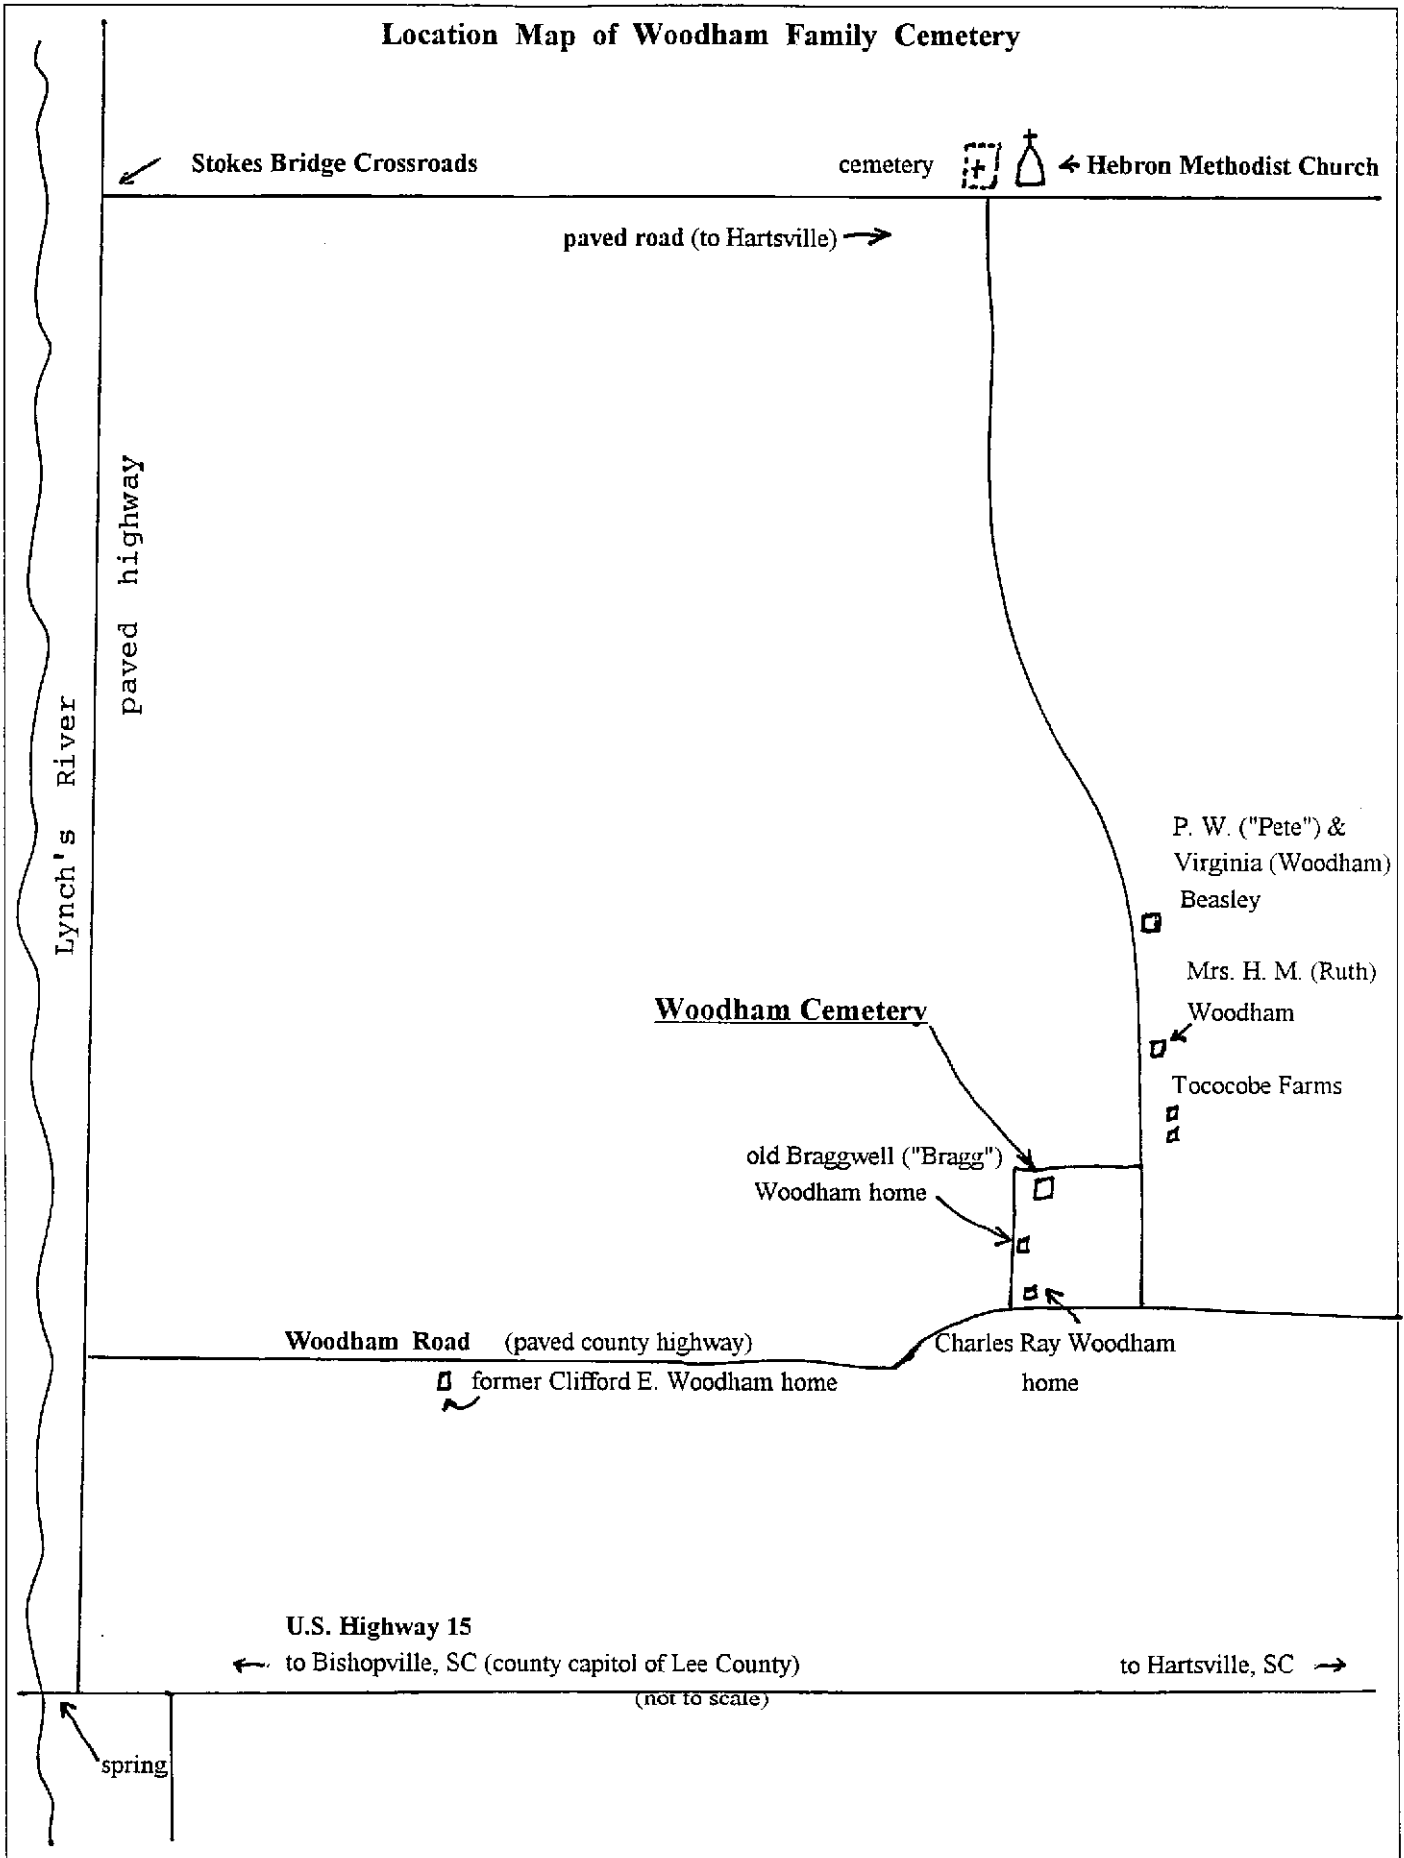 Location Map of Woodham Family Cemetery
Stokes Bridge Crossroads
cemetery
Hebron Methodist Church
paved road (to Hartsville)
paved highway
Lynch's River
P. W. ("Pete") &
Virginia (Woodham)
Beasley
Mrs. H. M. (Ruth)
Woodham
Woodham Cemetery
Tococobe Farms
old Braggwell ("Bragg")
Woodham home
Woodham Road (paved county highway)
Charles Ray Woodham
home
former Clifford E. Woodham home
U.S. Highway 15
to Bishopville, SC (county capitol of Lee County)
to Hartsville, SC
(not to scale)
spring